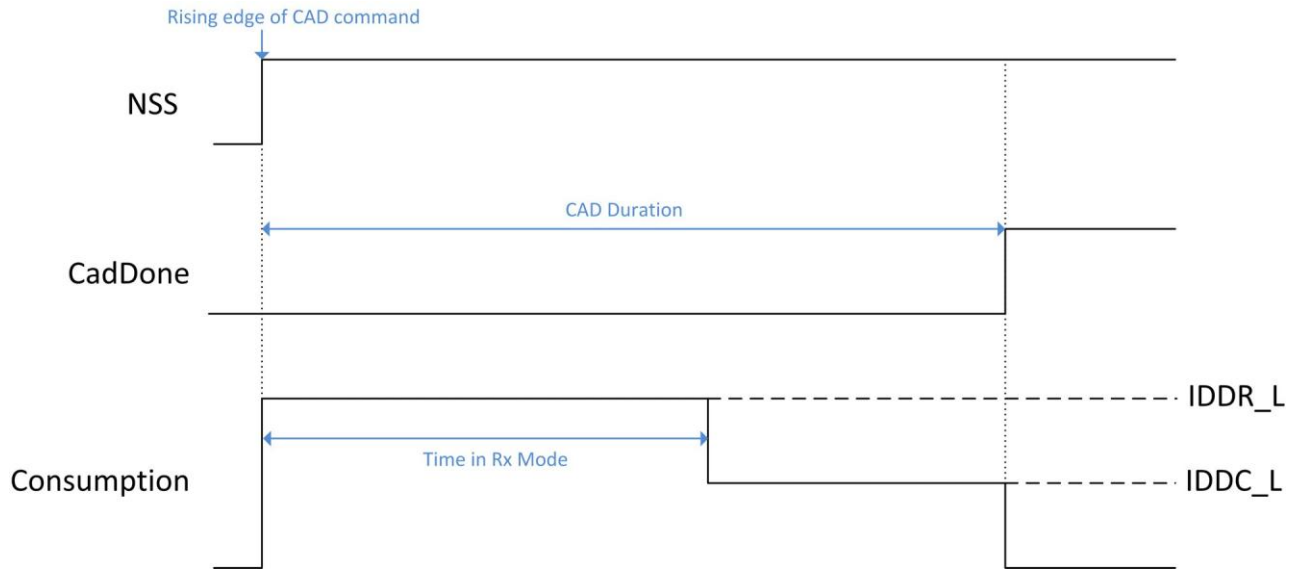 Rising edge of CAD command
NSS
CAD Duration
CadDone
IDDR_L
Time in Rx Mode
Consumption
IDDC_L